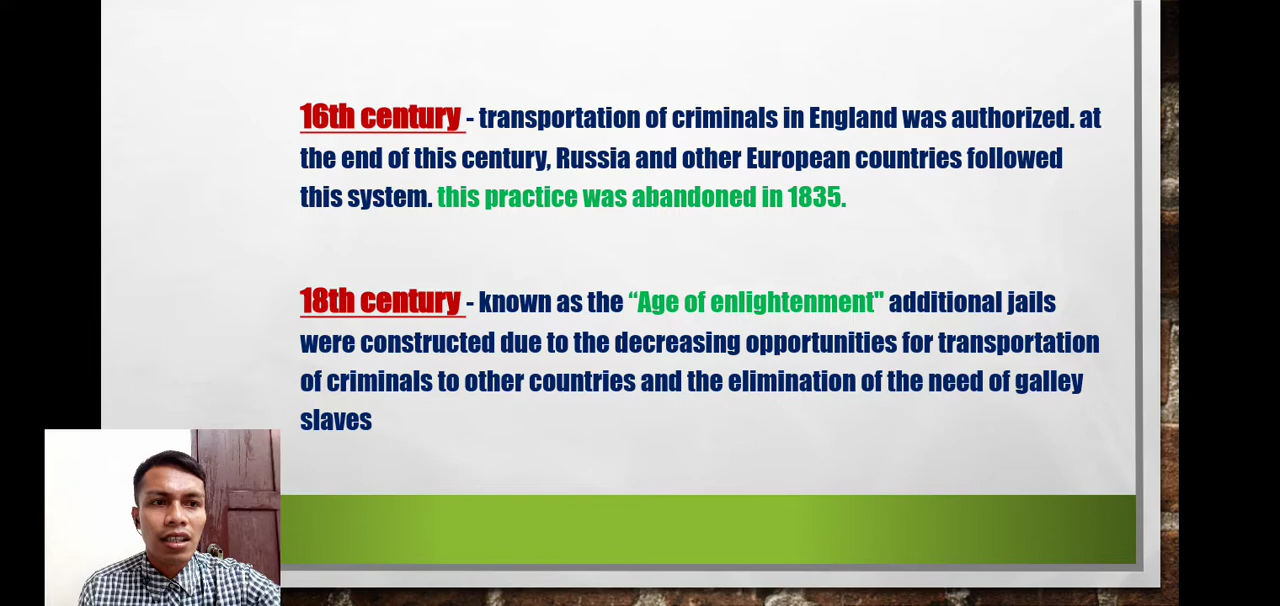 16th century - transportation of criminals in England was authorized. at
the end of this century, Russia and other European countries followed
this system. this practice was abandoned in 1835.
18th century - known as the “Age of enlightenment" additional jails
were constructed due to the decreasing opportunities for transportation
of criminals to other countries and the elimination of the need of galley
slaves